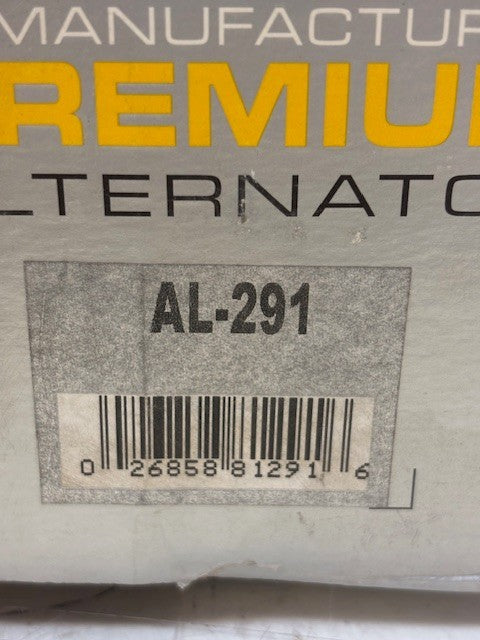 MANUFACTUR
REMIU
LTERNATO
AL-291
0 26858 81291 6